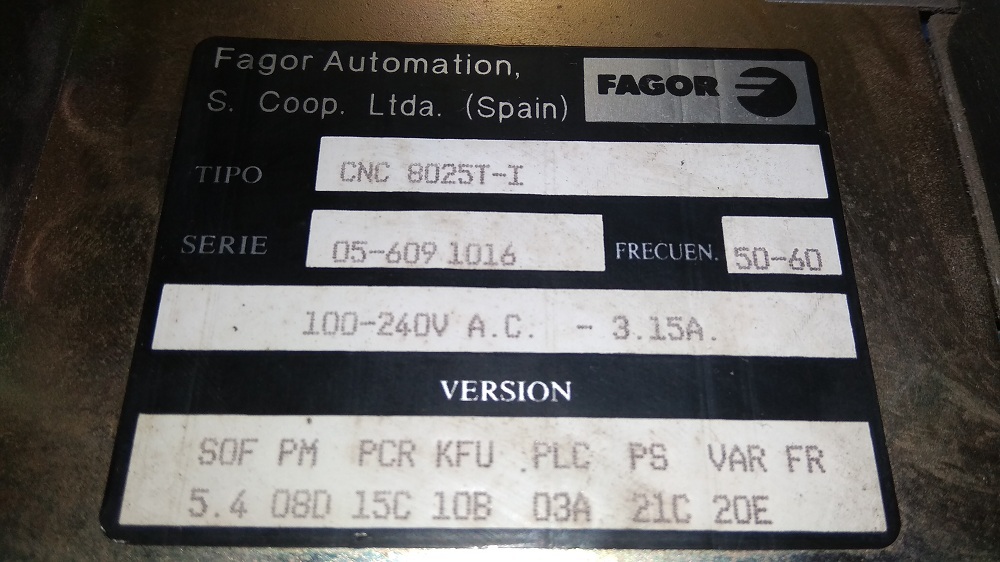 Fagor Automation,
S. Coop. Ltda. (Spain)
FAGOR
TIPO CNC 8025T-I
SERIE 05-609 1016 FRECUEN. 50-60
100-240V A.C. - 3.15A.
VERSION
SOF PM PCR KFU .PLC PS VAR FR
5.4 08D 15C 10B 03A 21C 20E